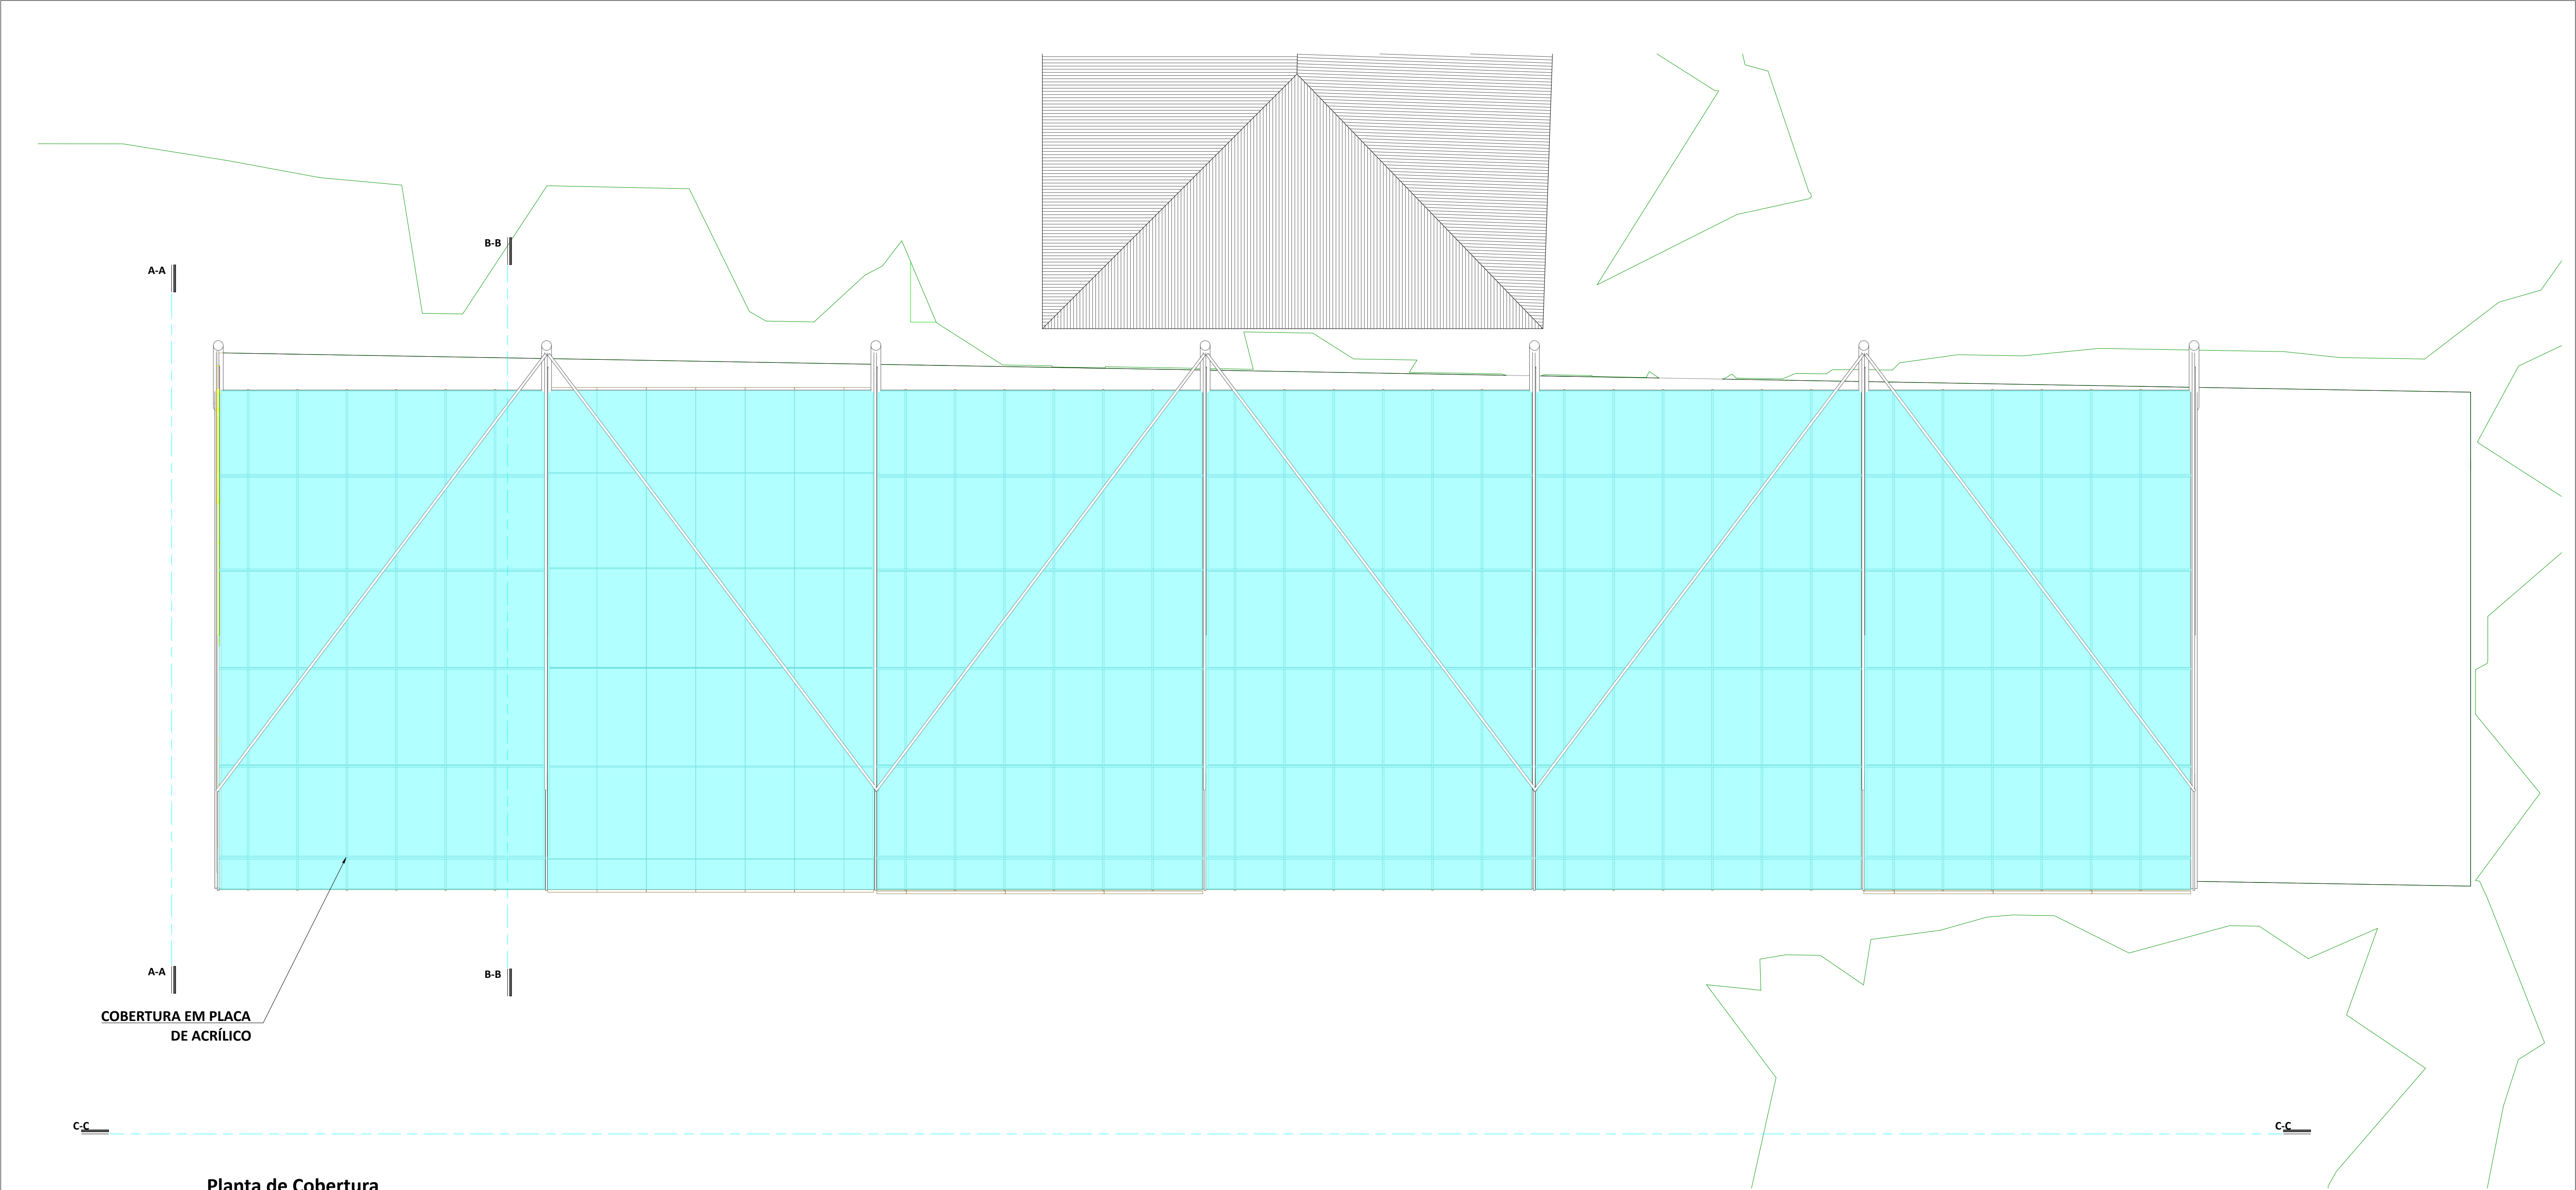 B-B
A-A
A-A
B-B
COBERTURA EM PLACA
DE ACRÍLICO
C-C
C-C
Planta de Cobertura